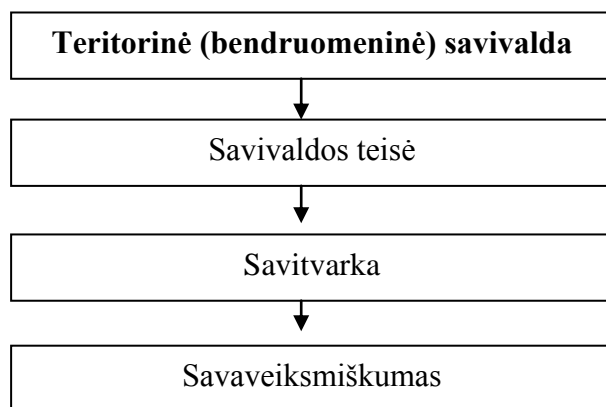 Teritorinė (bendruomeninė) savivalda
Savivaldos teisė
Savitvarka
Savaveiksmiškumas